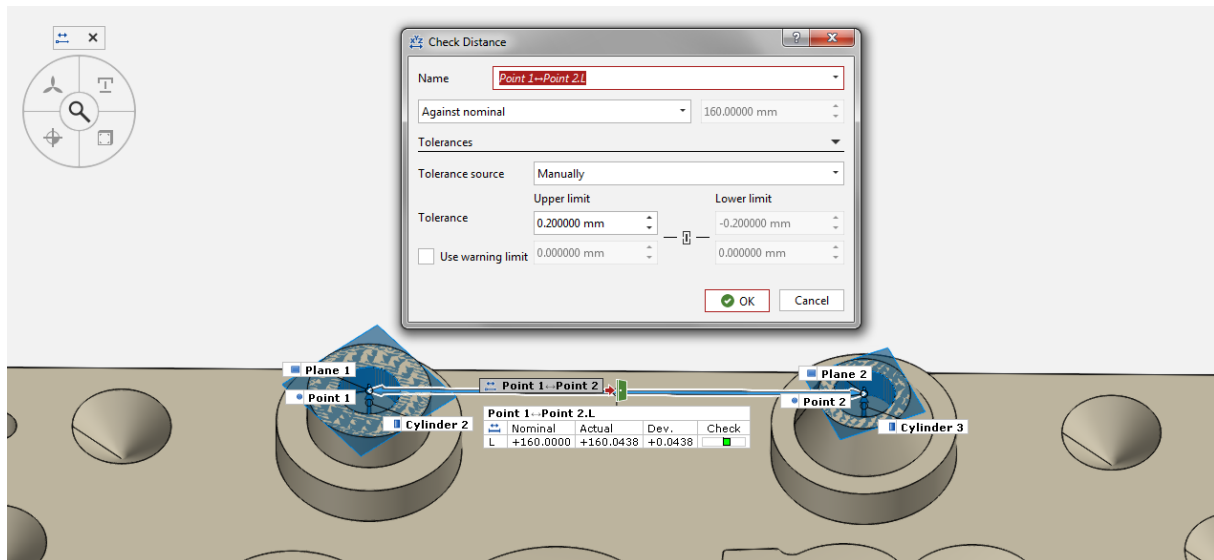 Check Distance
Name Point 1↔Point 2.L
Against nominal 160.00000 mm
Tolerances
Tolerance source Manually
Upper limit Lower limit
Tolerance 0.200000 mm -0.200000 mm
Use warning limit 0.000000 mm 0.000000 mm
OK Cancel
Plane 1
Point 1
Cylinder 2
Point 1↔Point 2
Plane 2
Point 2
Cylinder 3
Point 1↔Point 2.L
Nominal Actual Dev. Check
L +160.0000 +160.0438 +0.0438